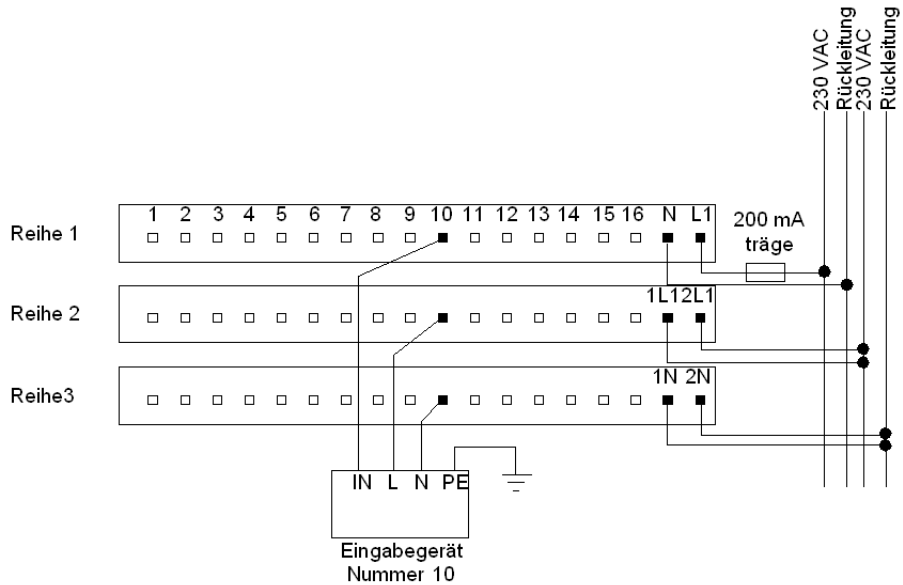 230 VAC
Rückleitung
230 VAC
Rückleitung
Reihe 1
1 2 3 4 5 6 7 8 9 10 11 12 13 14 15 16 N L1
200 mA
träge
Reihe 2
1L1 2L1
Reihe3
1N 2N
IN L N PE
Eingabegerät
Nummer 10